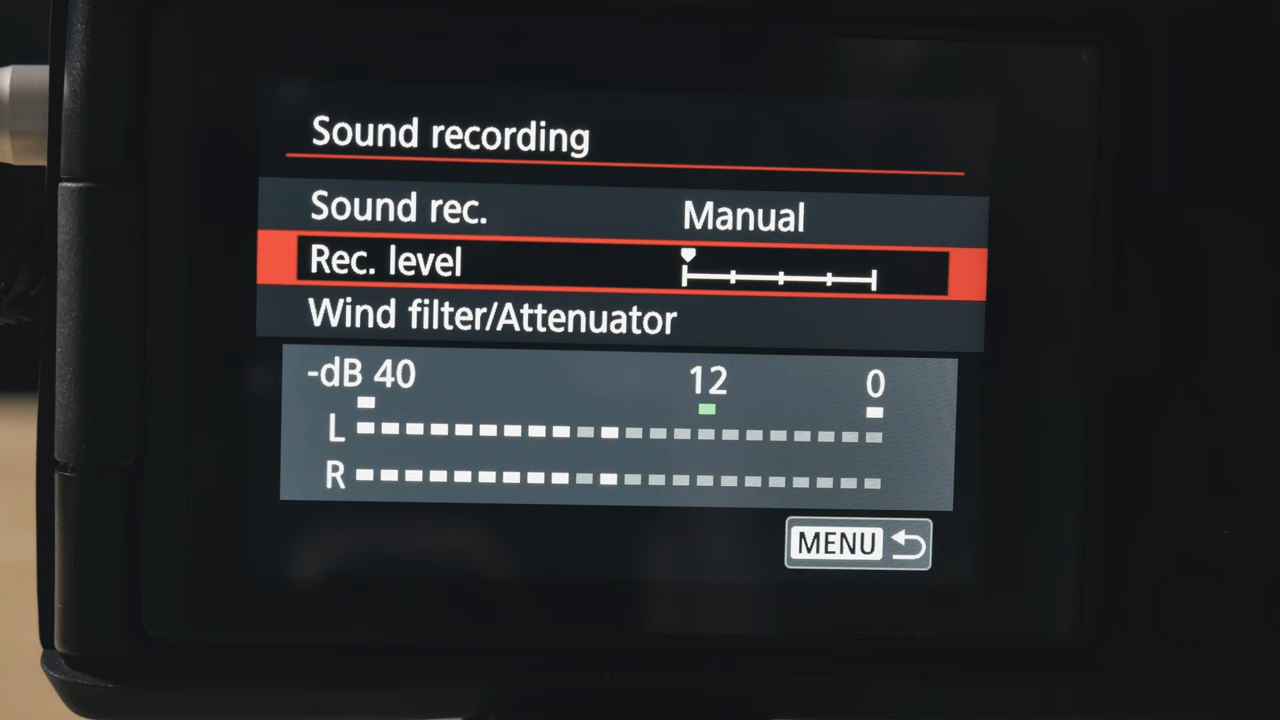 Sound recording
Sound rec. Manual
Rec. level
Wind filter/Attenuator
-dB 40 12 0
L
R
MENU